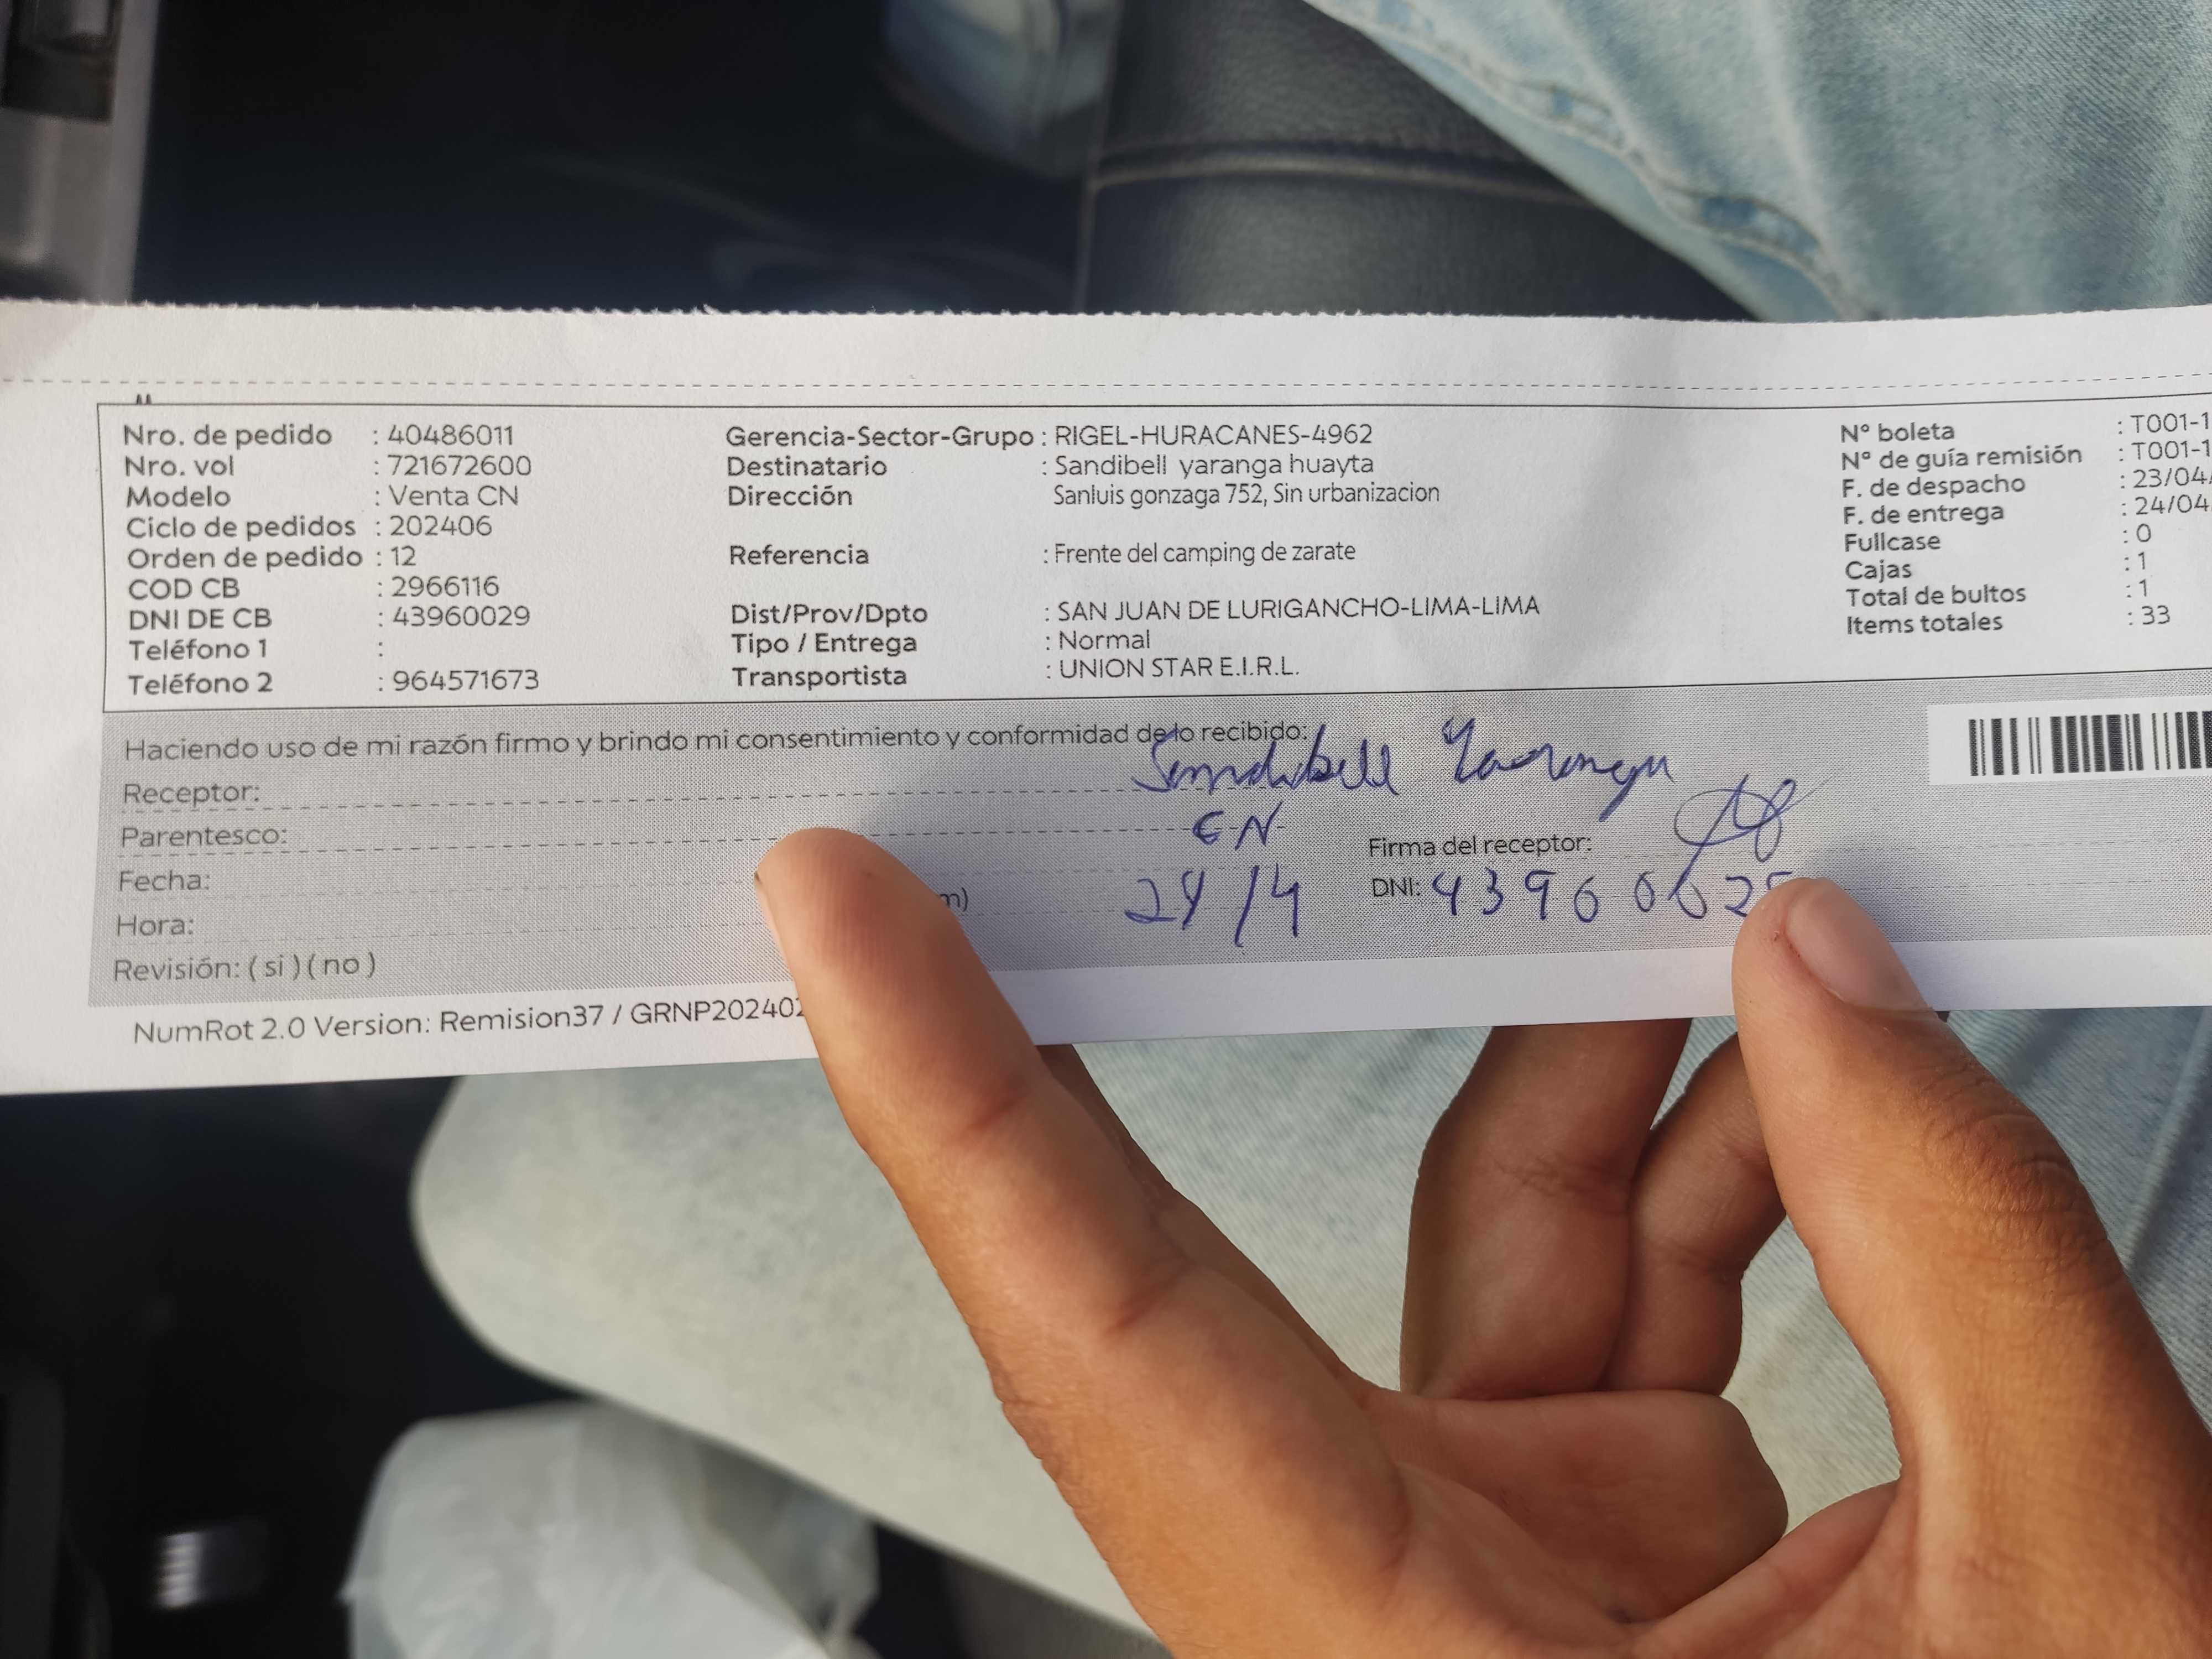 Nro. de pedido : 40486011
Nro. vol : 721672600
Modelo : Venta CN
Ciclo de pedidos : 202406
Orden de pedido : 12
COD CB : 2966116
DNI DE CB : 43960029
Teléfono 1 :
Teléfono 2 : 964571673
Gerencia-Sector-Grupo : RIGEL-HURACANES-4962
Destinatario : Sandibell yaranga huayta
Dirección Sanluis gonzaga 752, Sin urbanizacion
Referencia : Frente del camping de zarate
Dist/Prov/Dpto : SAN JUAN DE LURIGANCHO-LIMA-LIMA
Tipo / Entrega : Normal
Transportista : UNION STAR E.I.R.L.
N° boleta : T001-1
N° de guía remisión : T001-1
F. de despacho : 23/04
F. de entrega : 24/04
Fullcase : 0
Cajas : 1
Total de bultos : 1
Items totales : 33
Haciendo uso de mi razón firmo y brindo mi consentimiento y conformidad de lo recibido:
Receptor: Sandibell Yaranga
Parentesco: CN
Firma del receptor:
Fecha: 24/4
DNI: 4396002
Hora:
Revisión: ( si ) ( no )
NumRot 2.0 Version: Remision37 / GRNP202402